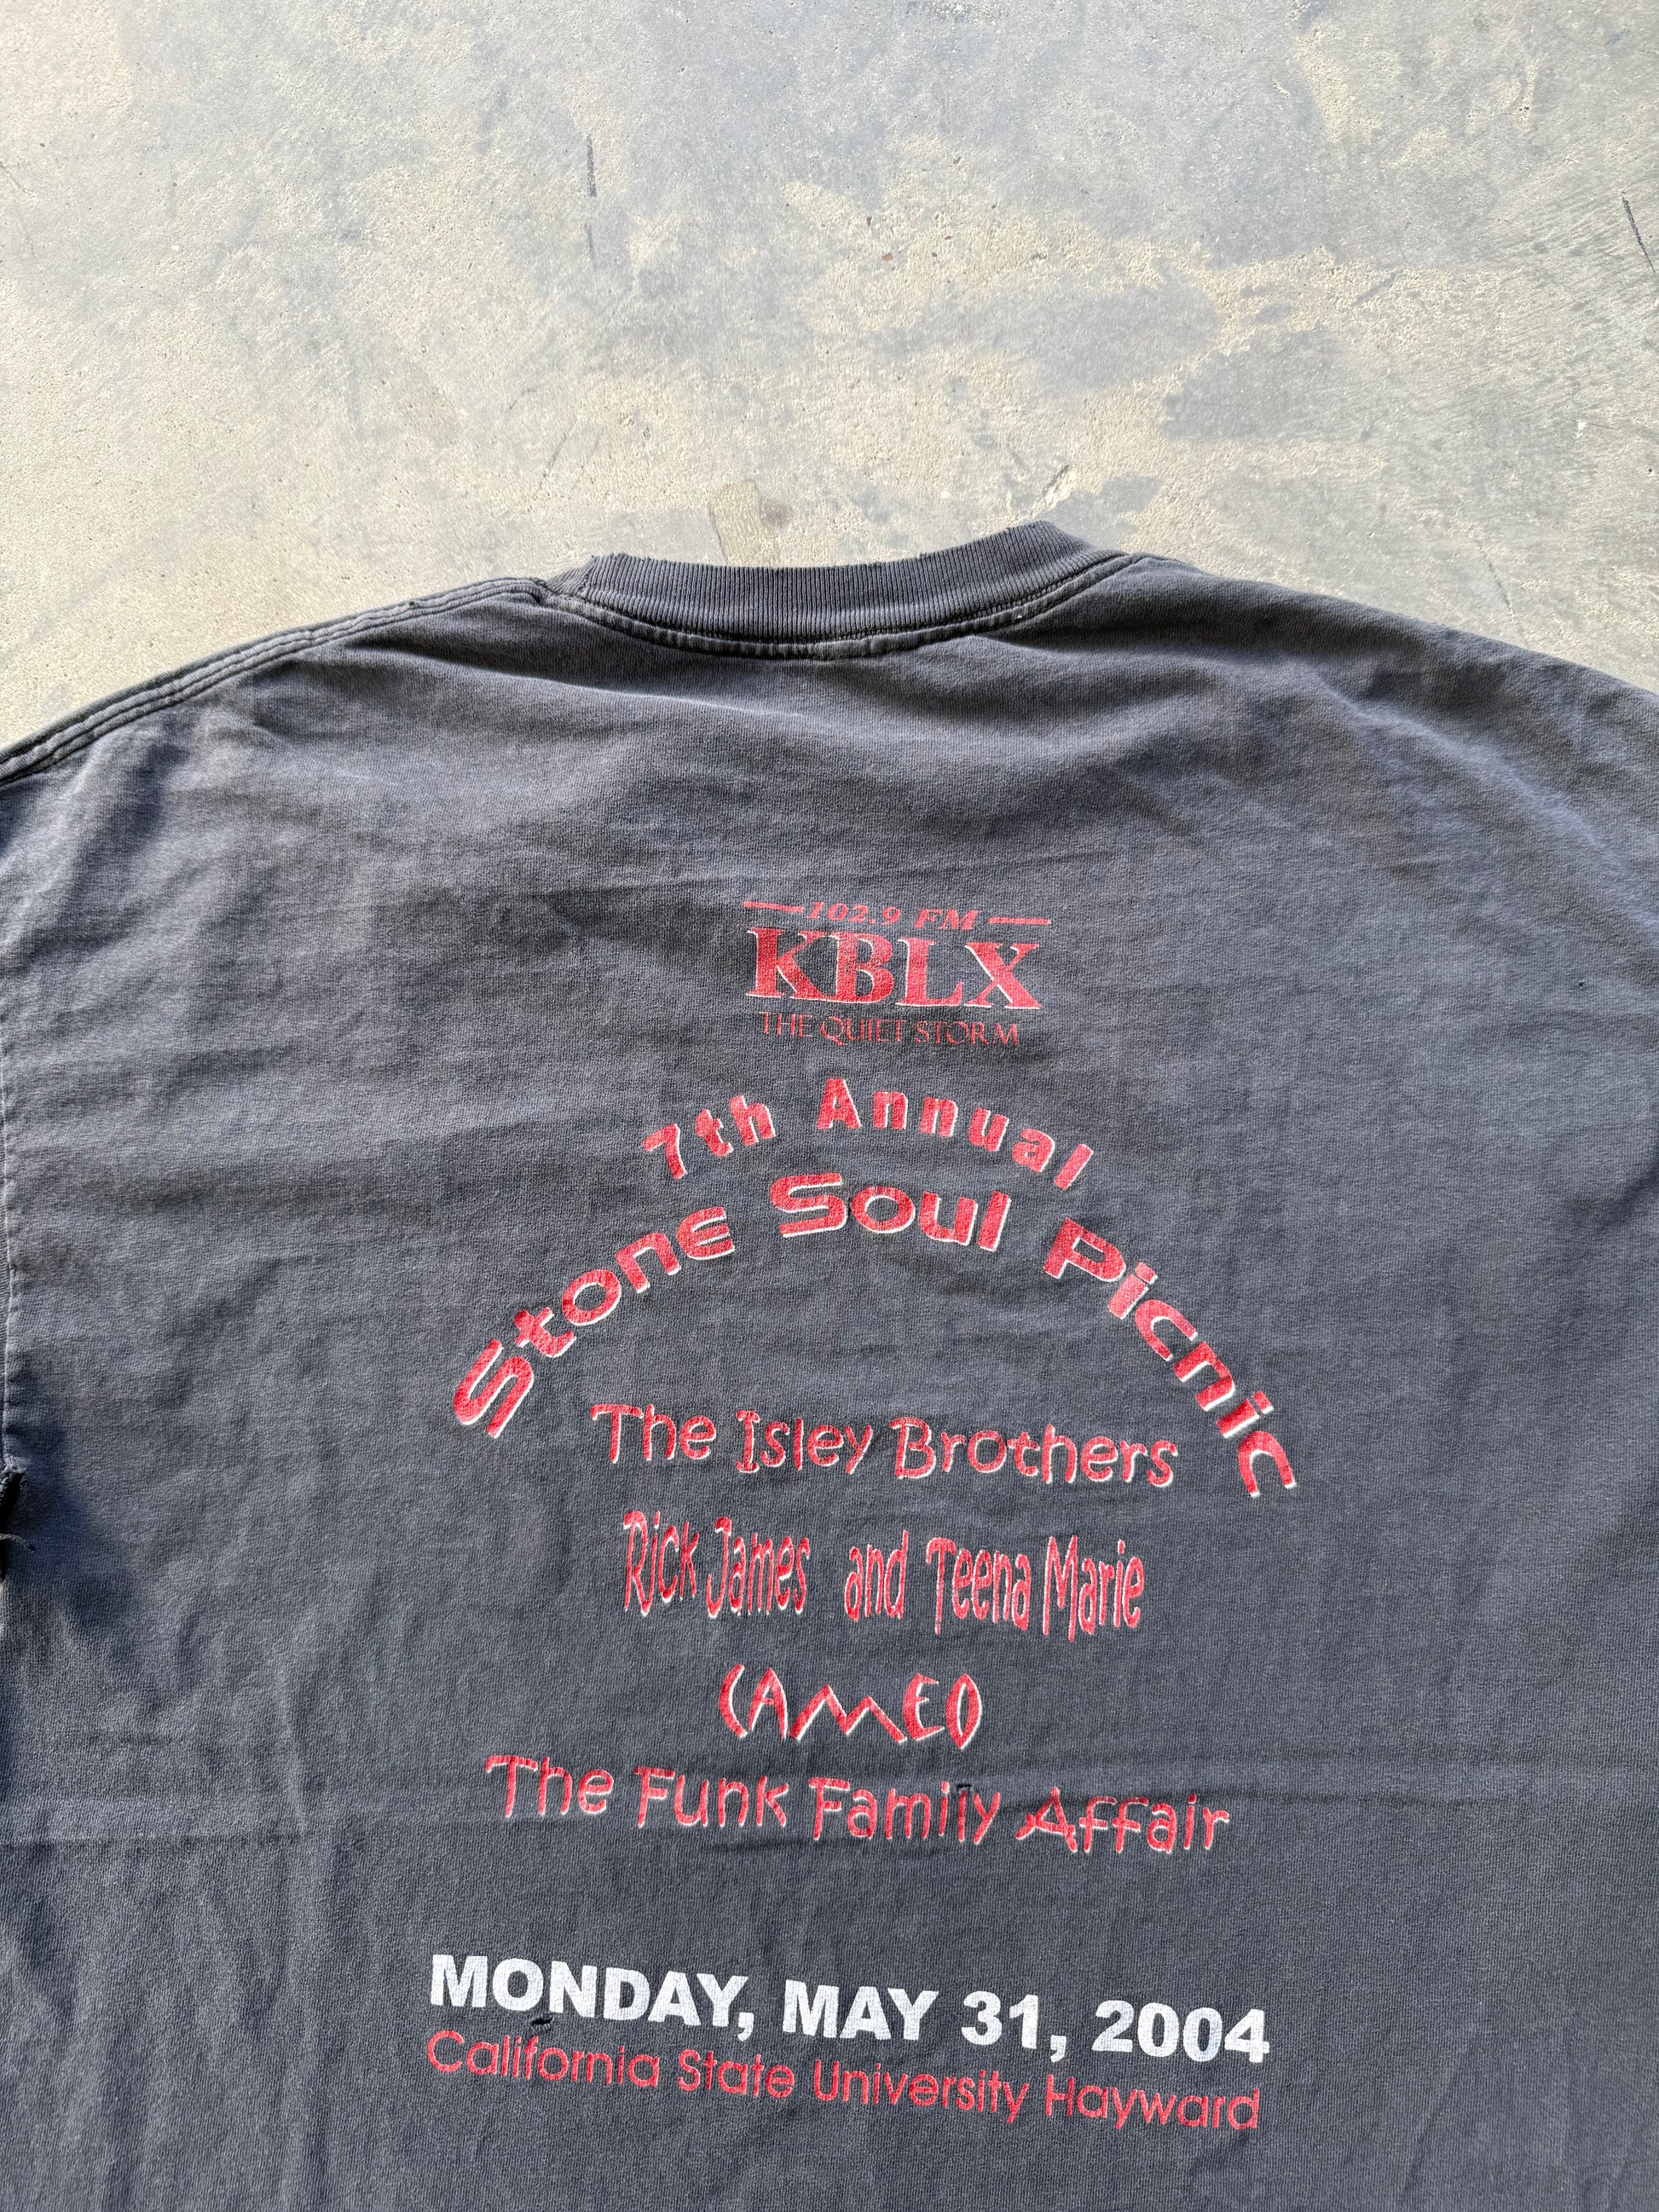 102.9 FM
KBLX
THE QUIET STORM
7th Annual
Stone Soul Picnic
The Isley Brothers
Rick James and Teena Marie
CAMEO
The Funk Family Affair
MONDAY, MAY 31, 2004
California State University Hayward